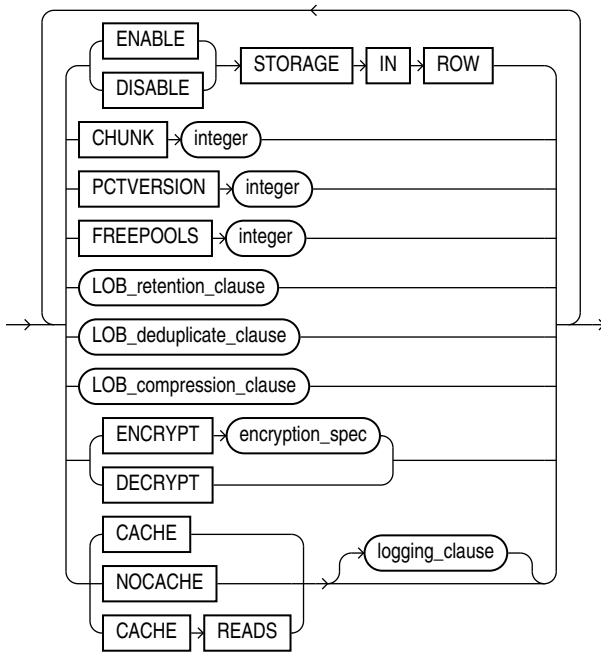 ENABLE
DISABLE
STORAGE IN ROW
CHUNK integer
PCTVERSION integer
FREEPOOLS integer
LOB_retention_clause
LOB_deduplicate_clause
LOB_compression_clause
ENCRYPT encryption_spec
DECRYPT
CACHE
NOCACHE
CACHE READS
logging_clause